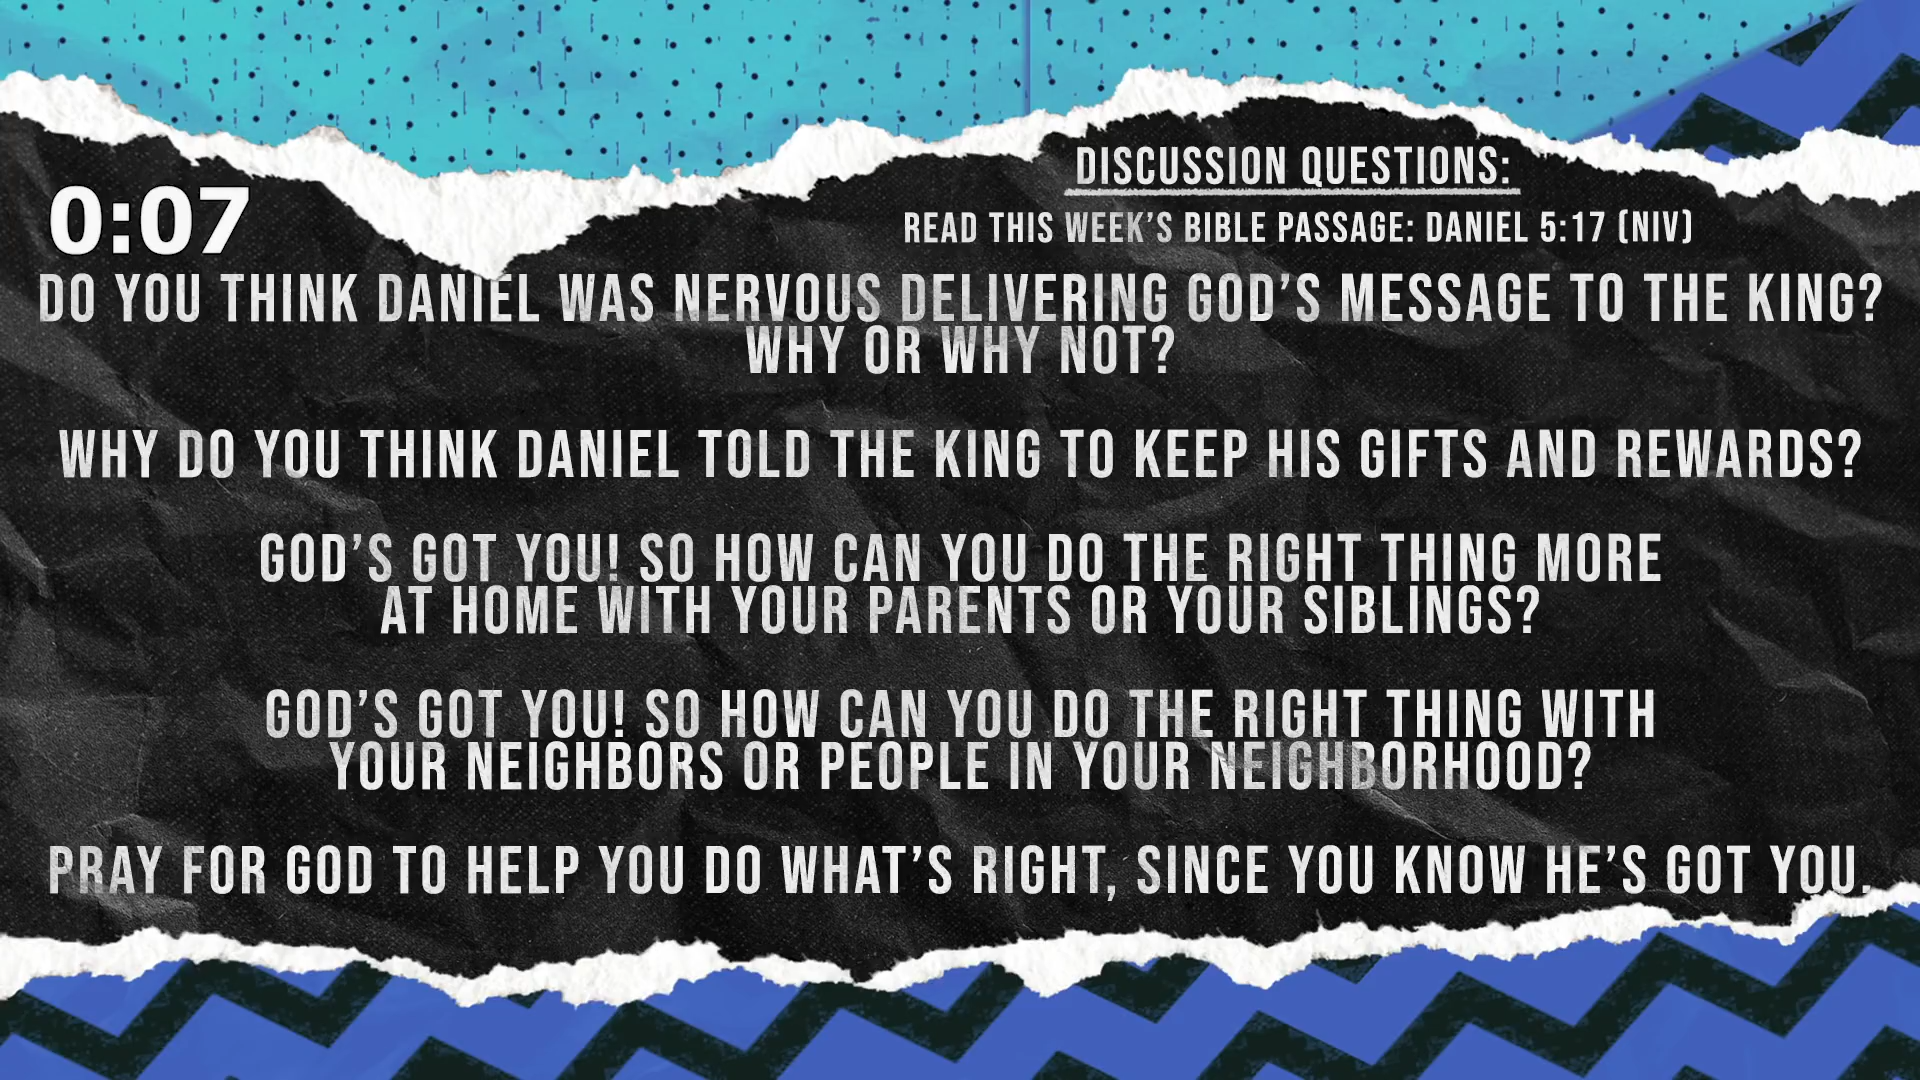 DISCUSSION QUESTIONS:
READ THIS WEEK'S BIBLE PASSAGE: DANIEL 5:17 (NIV)
0:07
DO YOU THINK DANIEL WAS NERVOUS DELIVERING GOD'S MESSAGE TO THE KING?
WHY OR WHY NOT?
WHY DO YOU THINK DANIEL TOLD THE KING TO KEEP HIS GIFTS AND REWARDS?
GOD'S GOT YOU! SO HOW CAN YOU DO THE RIGHT THING MORE
AT HOME WITH YOUR PARENTS OR YOUR SIBLINGS?
GOD'S GOT YOU! SO HOW CAN YOU DO THE RIGHT THING WITH
YOUR NEIGHBORS OR PEOPLE IN YOUR NEIGHBORHOOD?
PRAY FOR GOD TO HELP YOU DO WHAT'S RIGHT, SINCE YOU KNOW HE'S GOT YOU.